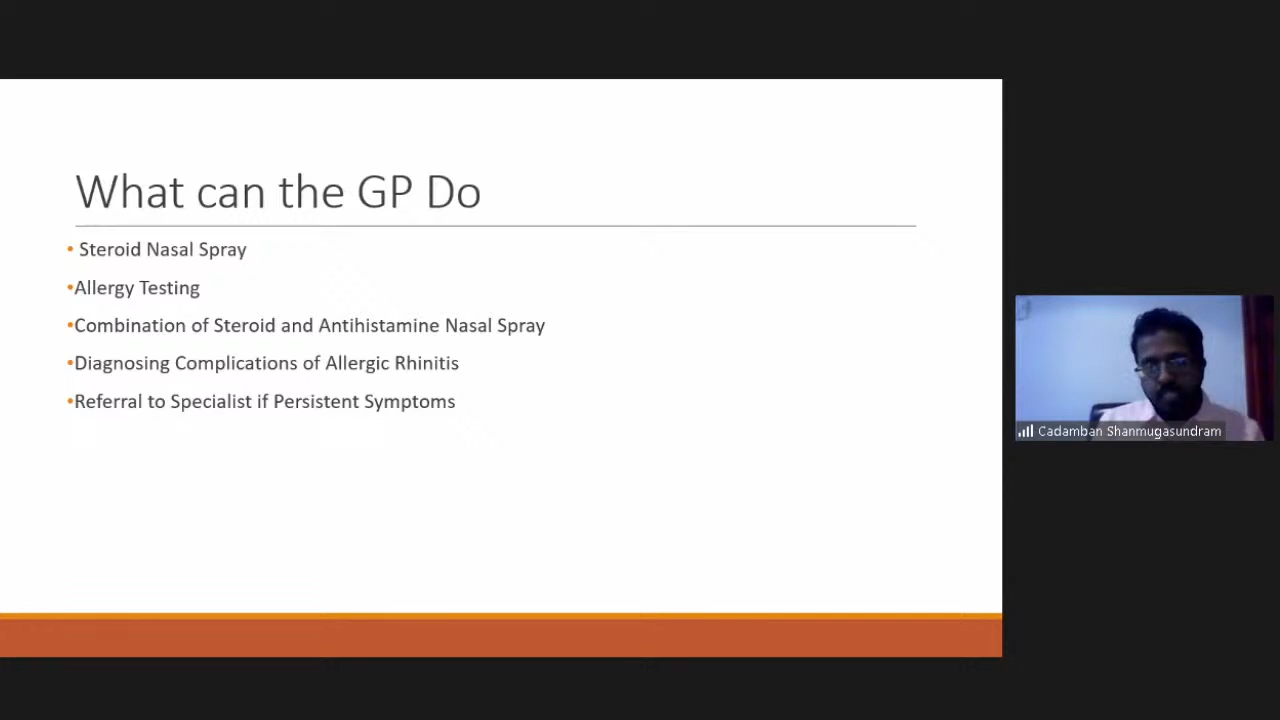 What can the GP Do
• Steroid Nasal Spray
•Allergy Testing
•Combination of Steroid and Antihistamine Nasal Spray
•Diagnosing Complications of Allergic Rhinitis
•Referral to Specialist if Persistent Symptoms
Cadamban Shanmugasundram